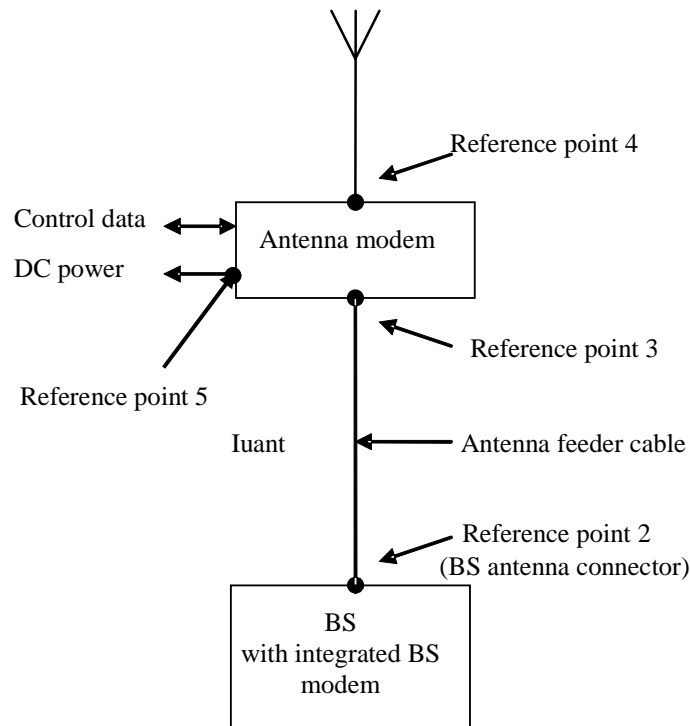 Reference point 4
Control data
Antenna modem
DC power
Reference point 3
Reference point 5
Iuant
Antenna feeder cable
Reference point 2
(BS antenna connector)
BS
with integrated BS
modem